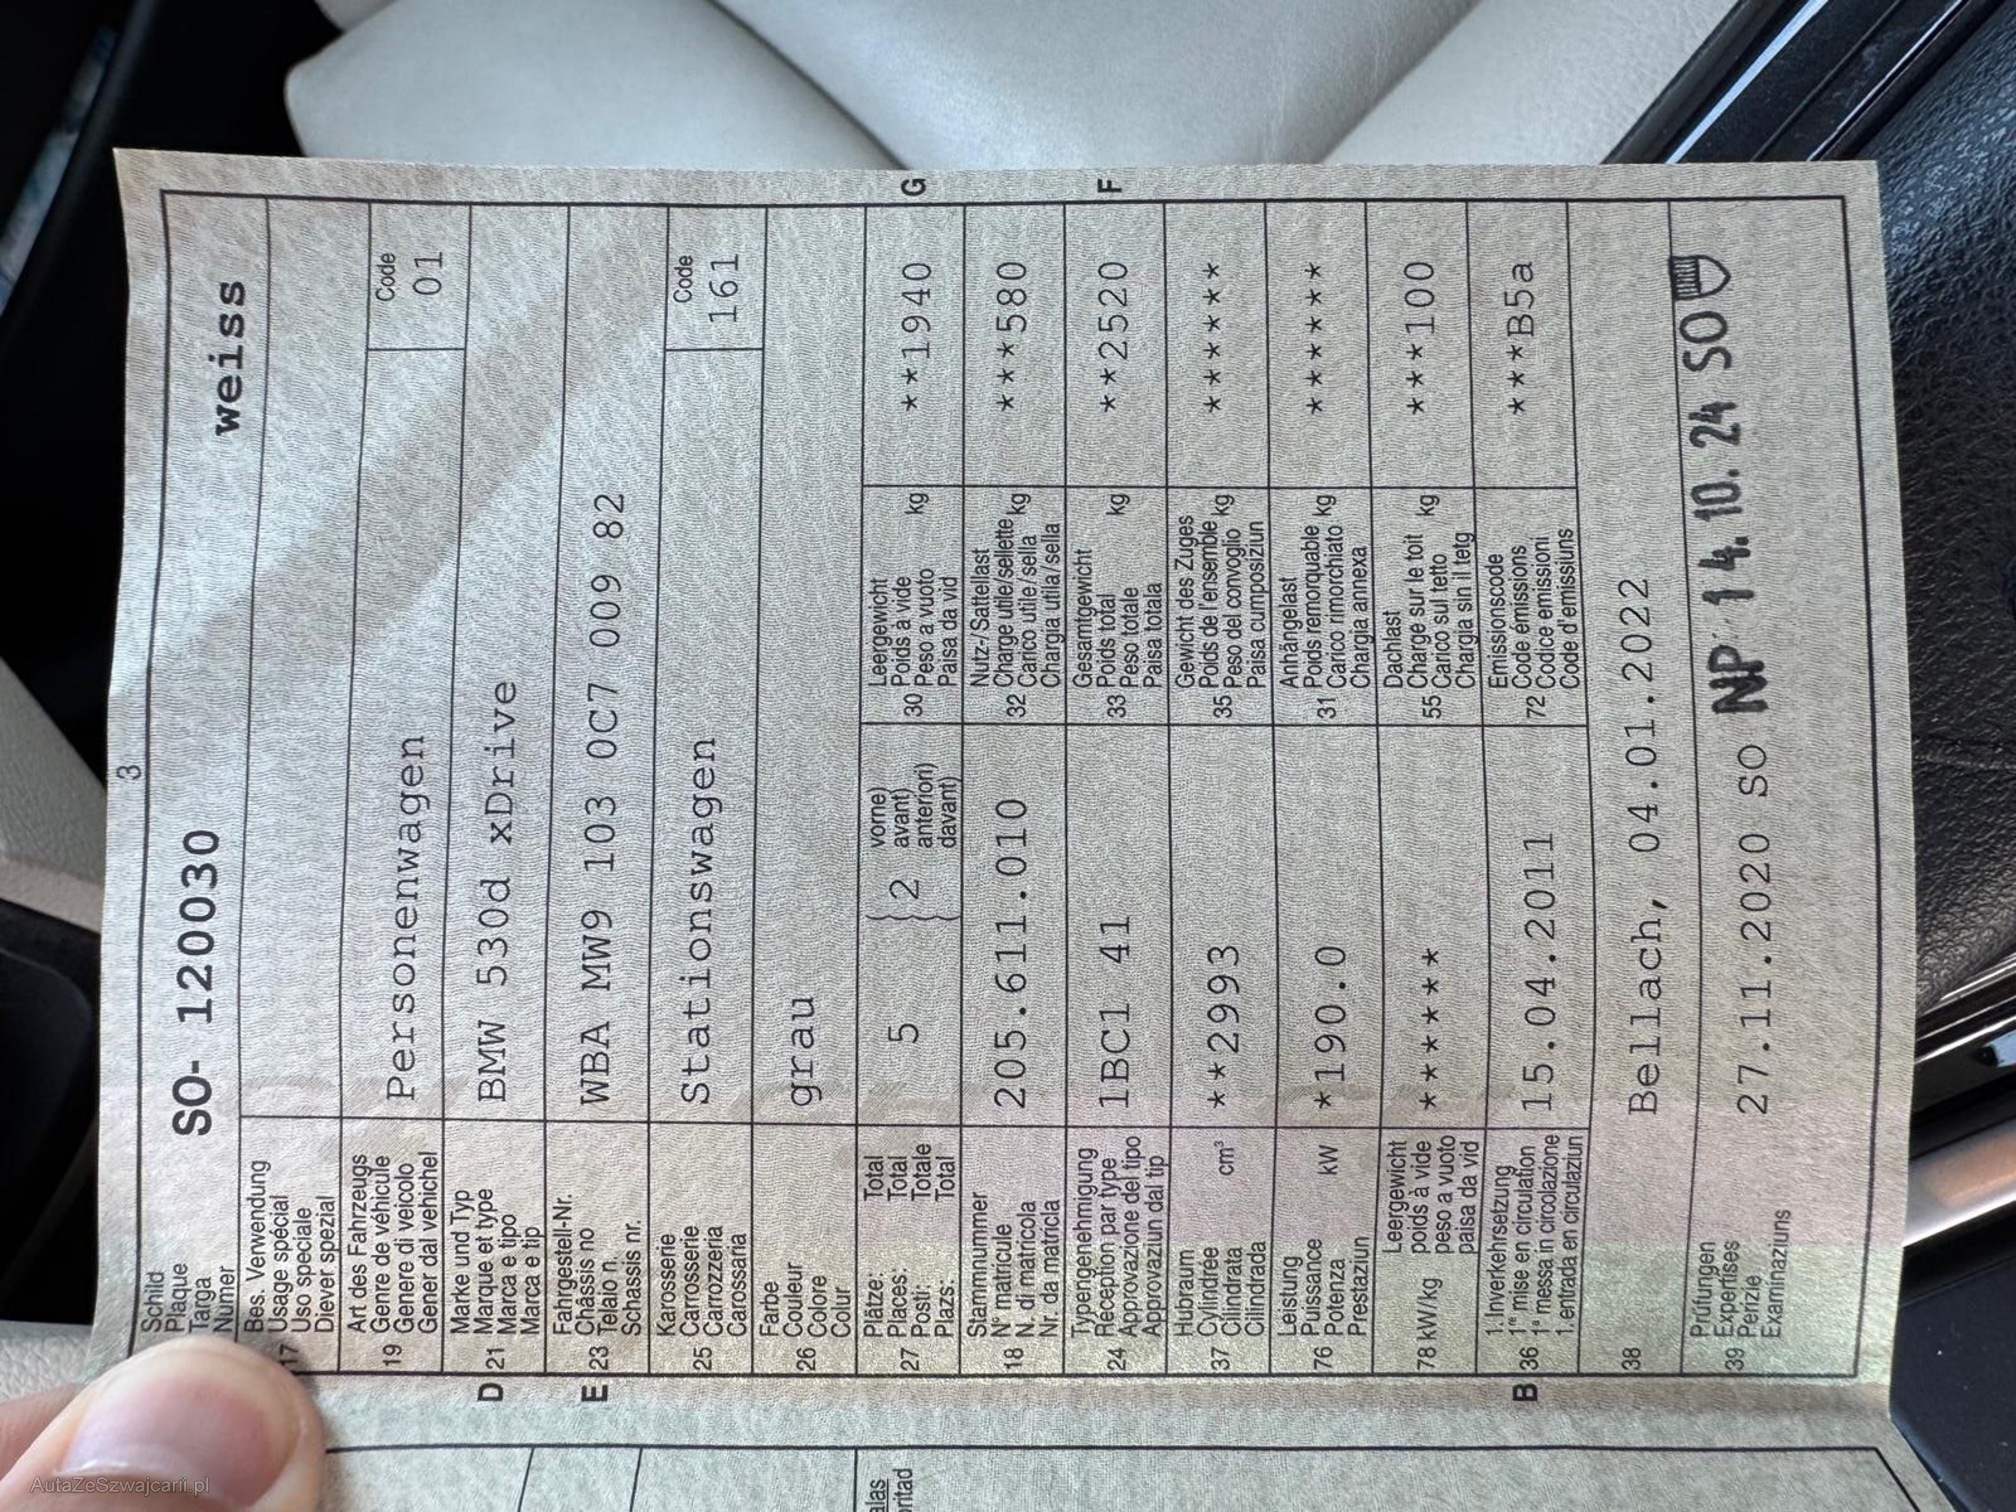 3
Schild
Plaque
Targa
Numer
SO- 120030
weiss
17
Bes. Verwendung
Usage spécial
Uso speciale
Diever spezial
19
Art des Fahrzeugs
Genre de véhicule
Genere di veicolo
Gener dal vehichel
Personenwagen
Code
01
D 21
Marke und Typ
Marque et type
Marca e tipo
Marca e tip
BMW 530d xDrive
E 23
Fahrgestell-Nr.
Châssis no
Telaio n.
Schassis nr.
WBA MW9 103 0C7 009 82
25
Karosserie
Carrosserie
Carrozzeria
Carossaria
Stationswagen
Code
161
26
Farbe
Couleur
Colore
Colur
grau
27
Plätze: Total
Places: Total
Posti: Totale
Plazs: Total
5
2
vorne)
avant)
anteriori)
davant)
30
Leergewicht
Poids à vide
Peso a vuoto
Paisa da vid
kg
**1940
G
18
Stammnummer
N° matricule
N. di matricola
Nr. da matricla
205.611.010
32
Nutz-/Sattellast
Charge utile/sellette
Carico utile/sella
Chargia utila/sella
kg
***580
24
Typengenehmigung
Réception par type
Approvazione del tipo
Approvaziun dal tip
1BC1 41
33
Gesamtgewicht
Poids total
Peso totale
Paisa totala
kg
**2520
F
37
Hubraum
Cylindrée
Cilindrata
Cilindrada
cm³
**2993
35
Gewicht des Zuges
Poids de l'ensemble
Peso del convoglio
Paisa cumposiziun
kg
*******
76
Leistung
Puissance
Potenza
Prestaziun
kW
*190.0
31
Anhängelast
Poids remorquable
Carico rimorchiato
Chargia annexa
kg
*******
78 kW/kg
Leergewicht
poids à vide
peso a vuoto
paisa da vid
*******
55
Dachlast
Charge sur le toit
Carico sul tetto
Chargia sin il tetg
kg
***100
B 36
1. Inverkehrsetzung
1re mise en circulation
1a messa in circolazione
1. entrada en circulaziun
15.04.2011
72
Emissionscode
Code émissions
Codice emissioni
Code d'emissiuns
***B5a
38
Bellach, 04.01.2022
39
Prüfungen
Expertises
Perizie
Examinaziuns
27.11.2020 SO
NP 14.10.24 SO
alas
oritad
AutaZeSzwajcarii.pl